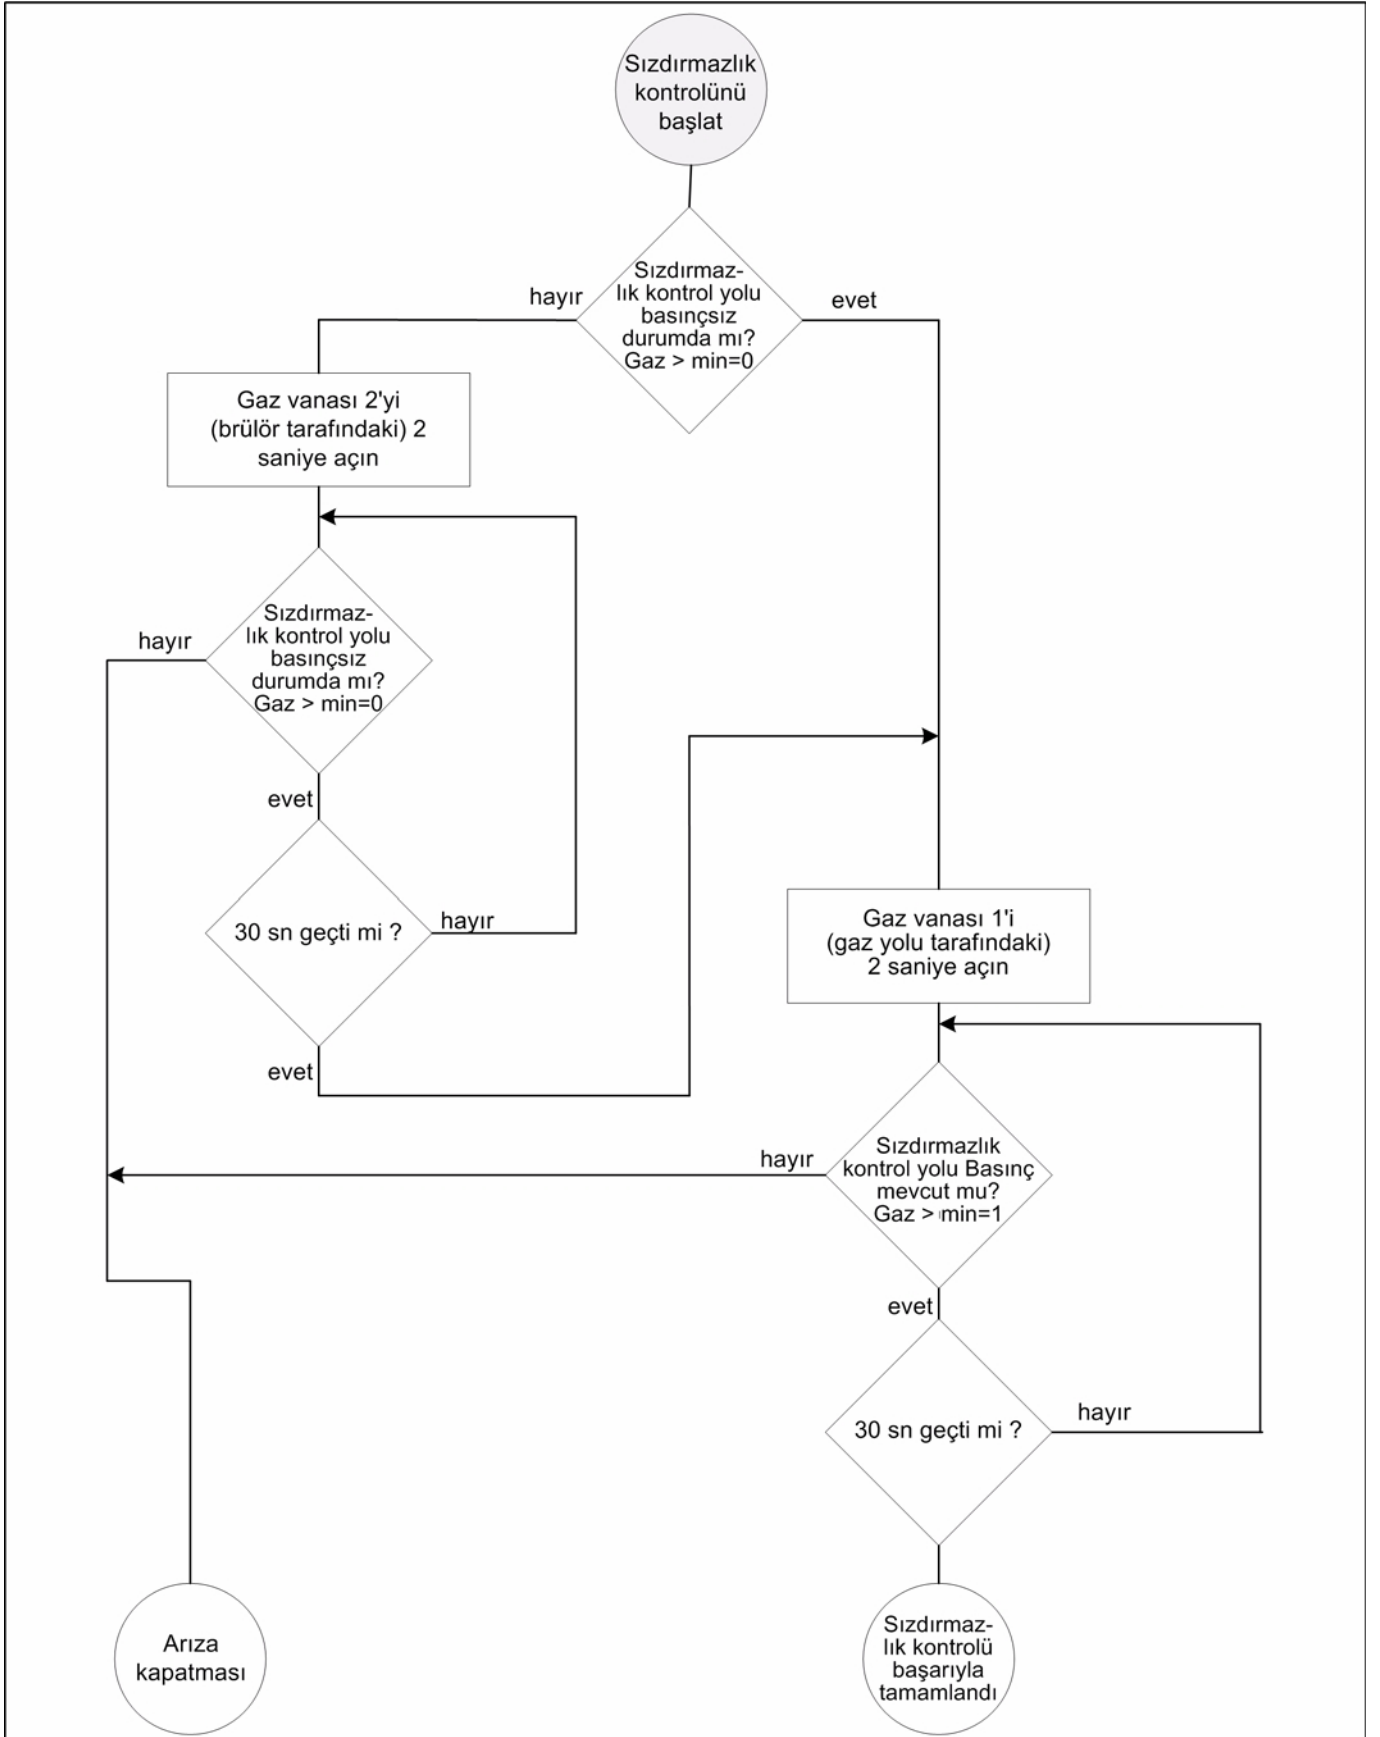 Sızdırmazlık
kontrolünü
başlat
Sızdırmaz-
lık kontrol yolu
basınçsız
durumda mı?
Gaz > min=0
hayır
evet
Gaz vanası 2'yi
(brülör tarafındaki) 2
saniye açın
Sızdırmaz-
lık kontrol yolu
basınçsız
durumda mı?
Gaz > min=0
hayır
evet
30 sn geçti mi ?
hayır
evet
Gaz vanası 1'i
(gaz yolu tarafındaki)
2 saniye açın
Sızdırmazlık
kontrol yolu Basınç
mevcut mu?
Gaz > min=1
hayır
evet
30 sn geçti mi ?
hayır
Arıza
kapatması
Sızdırmaz-
lık kontrolü
başarıyla
tamamlandı